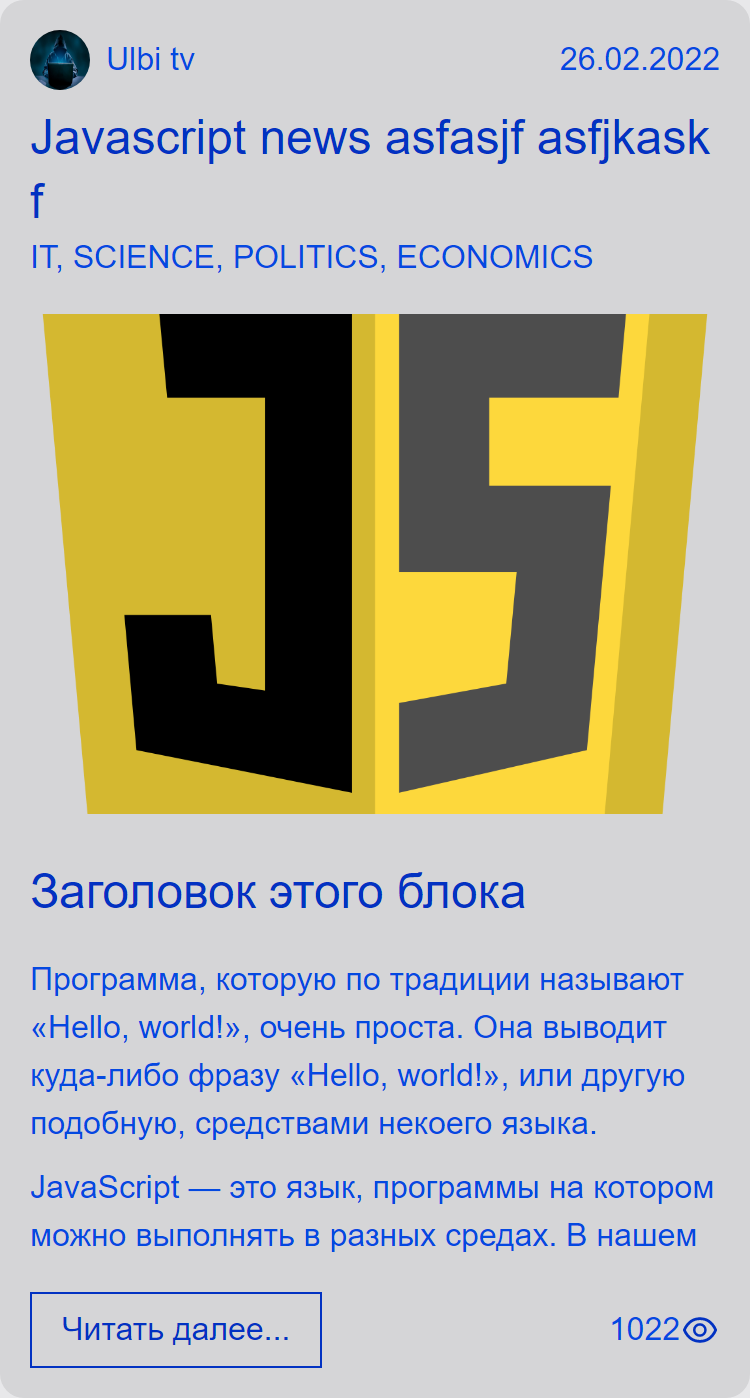 Ulbi tv 26.02.2022
Javascript news asfasjf asfjkask
f
IT, SCIENCE, POLITICS, ECONOMICS
JS
Заголовок этого блока
Программа, которую по традиции называют
«Hello, world!», очень проста. Она выводит
куда-либо фразу «Hello, world!», или другую
подобную, средствами некоего языка.
JavaScript — это язык, программы на котором
можно выполнять в разных средах. В нашем
Читать далее...
1022